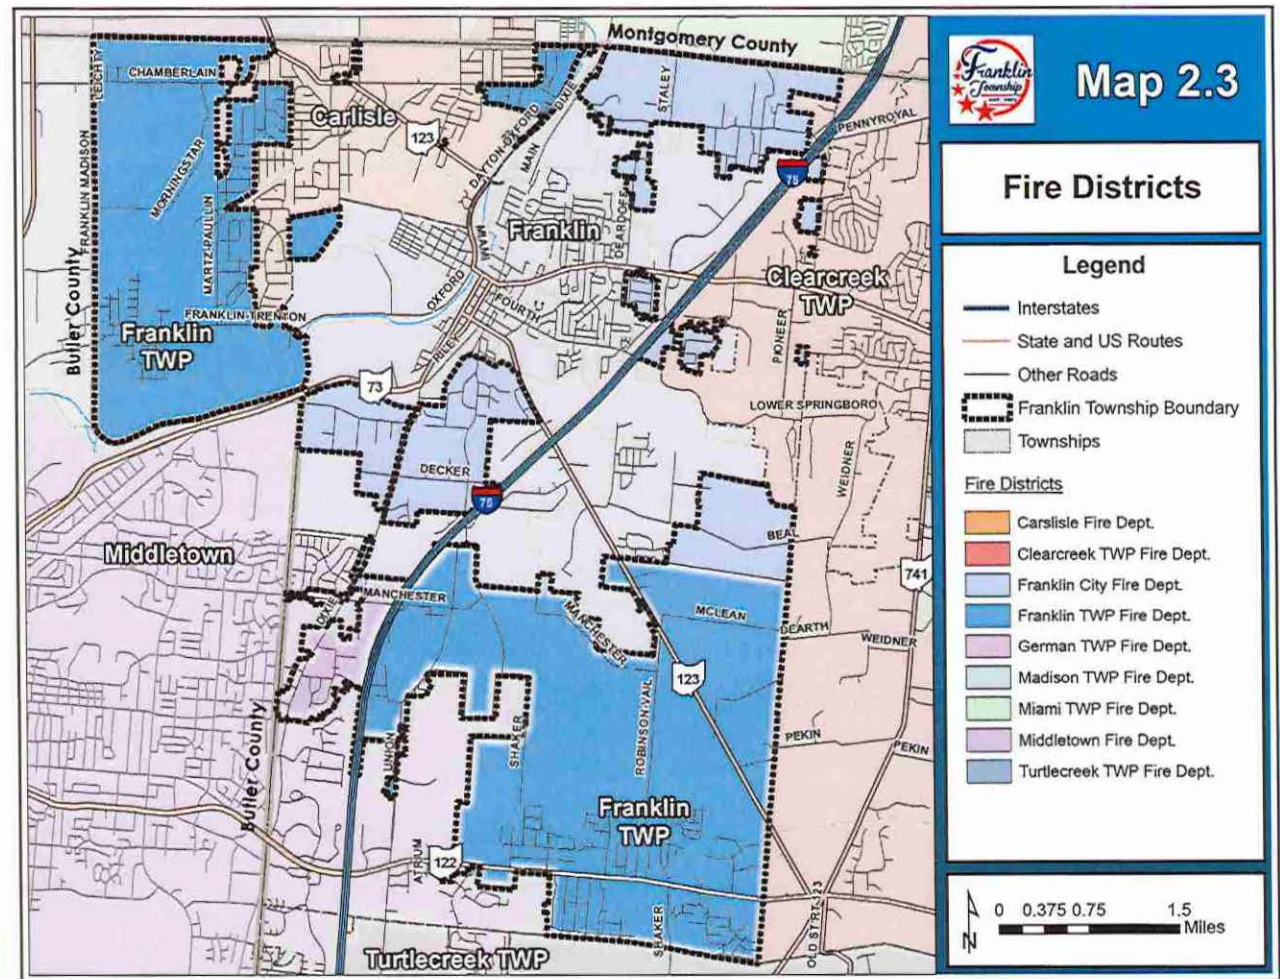 Montgomery County
LECHTY
CHAMBERLAIN
STALEY
PENNYROYAL
Carlisle
123
DAYTON-OXFORD
DIXIE
MAIN
75
FRANKLIN MADISON
MORNINGSTAR
MARTZ-PAULLIN
MIAMI
Franklin
DEARDOFF
Clearcreek
TWP
Butler County
OXFORD
FOURTH
FRANKLIN-TRENTON
Franklin
TWP
RILEY
PIONEER
73
LOWER SPRINGBORO
DECKER
WEIDNER
75
BEAL
Middletown
741
MANCHESTER
DIXIE
MANCHESTER
MCLEAN
DEARTH
WEIDNER
123
Butler County
UNION
SHAKER
ROBINSON-VAIL
PEKIN
PEKIN
Franklin
TWP
ATRIUM
122
SHAKER
OLD ST RT 123
Turtlecreek TWP
Franklin
Township
Map 2.3
Fire Districts
Legend
Interstates
State and US Routes
Other Roads
Franklin Township Boundary
Townships
Fire Districts
Carslisle Fire Dept.
Clearcreek TWP Fire Dept.
Franklin City Fire Dept.
Franklin TWP Fire Dept.
German TWP Fire Dept.
Madison TWP Fire Dept.
Miami TWP Fire Dept.
Middletown Fire Dept.
Turtlecreek TWP Fire Dept.
N
0 0.375 0.75 1.5
Miles